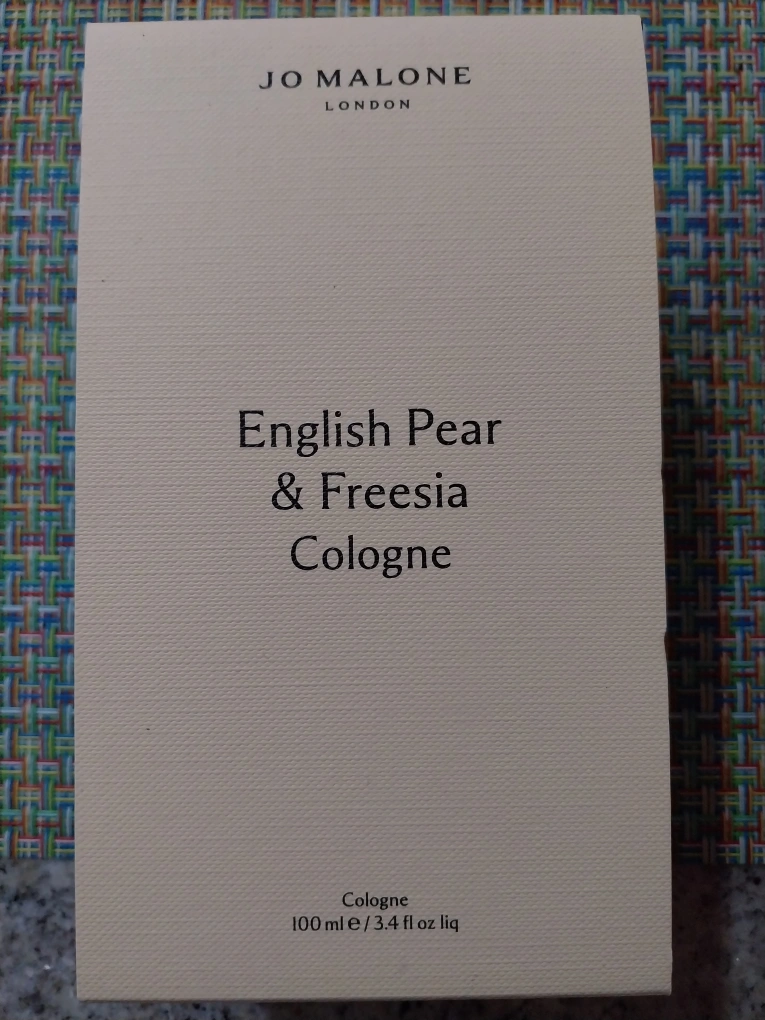 JO MALONE
LONDON
English Pear
& Freesia
Cologne
Cologne
100 ml ℮ / 3.4 fl oz liq